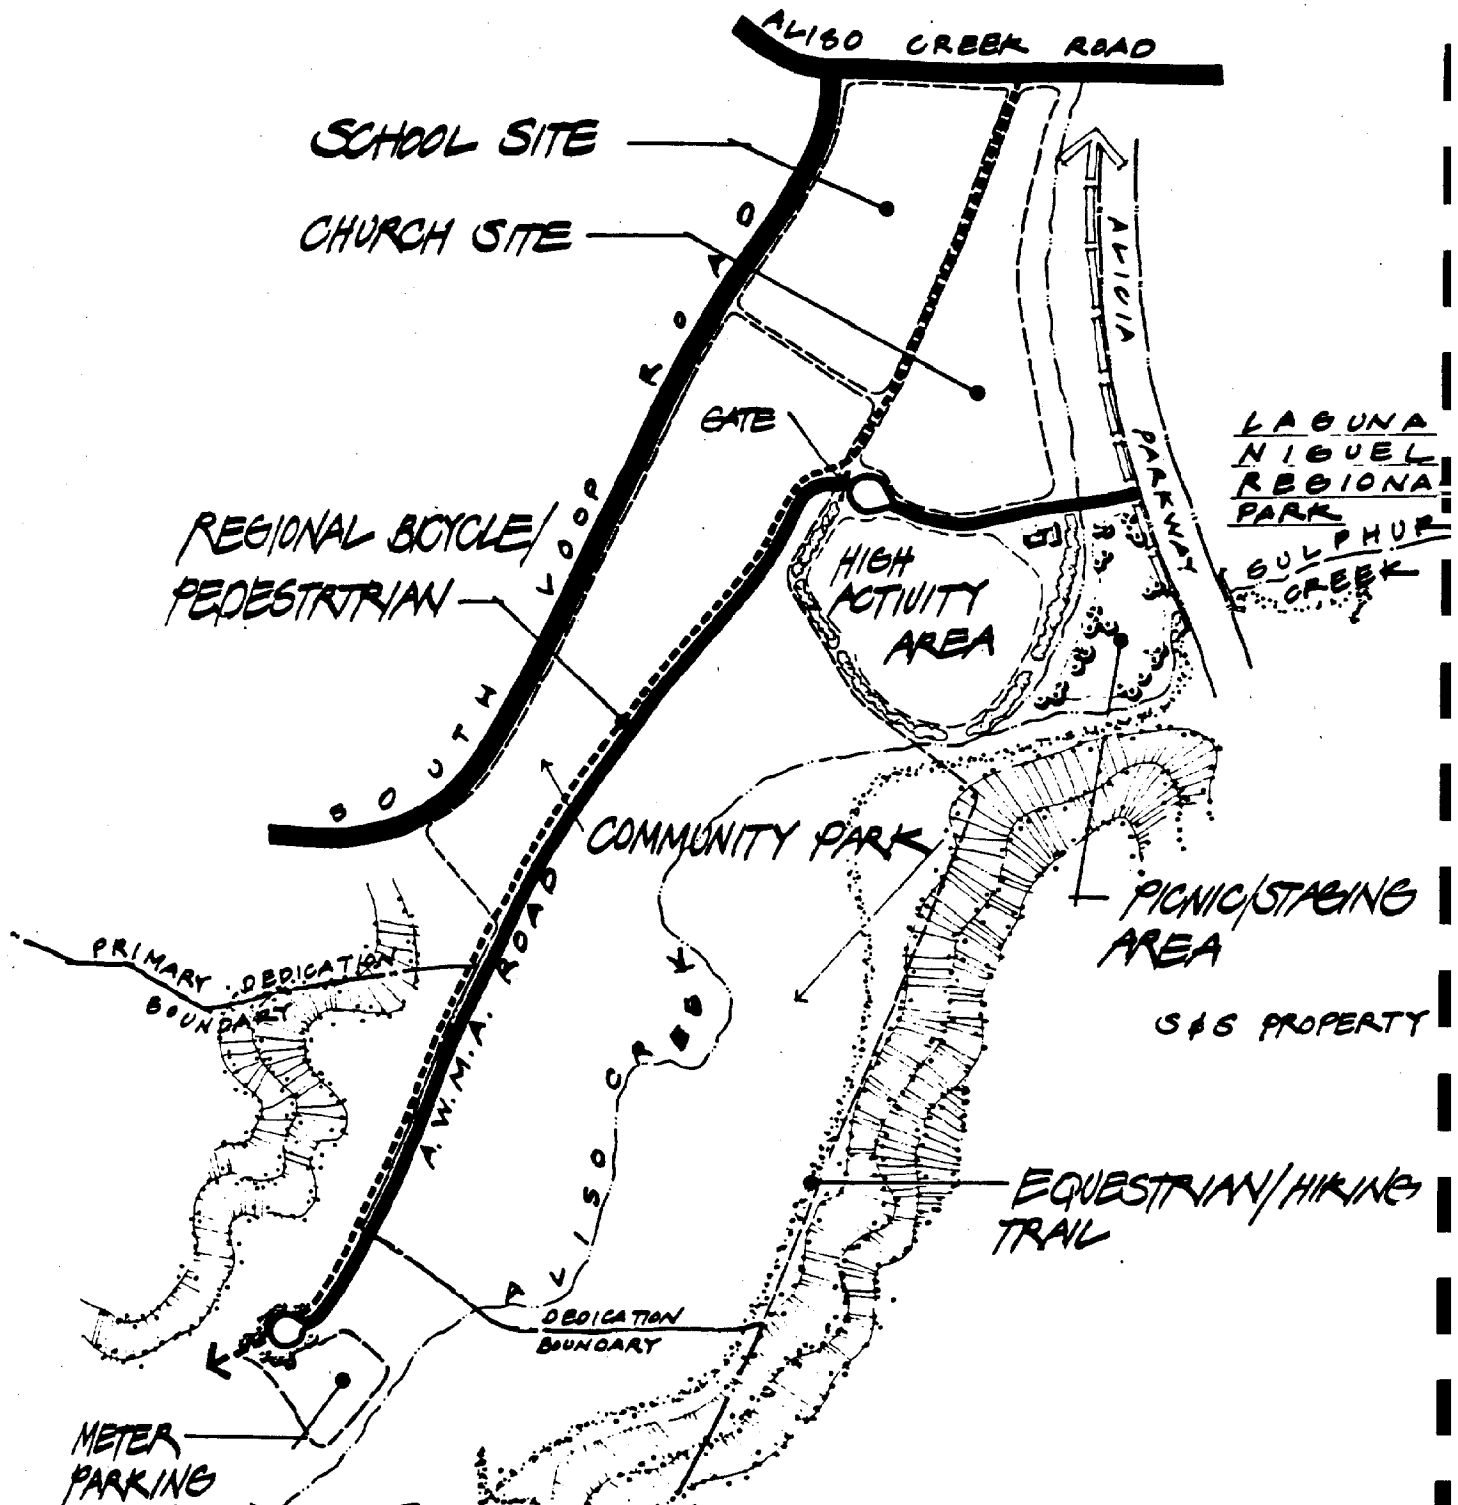 ALISO CREEK ROAD
SCHOOL SITE
CHURCH SITE
SOUTH LOOP ROAD
ALICIA PARKWAY
GATE
LAGUNA
NIGUEL
REGIONA
PARK
SULPHUR
CREEK
REGIONAL BICYCLE/
PEDESTRTRIAN
HIGH
ACTIVITY
AREA
COMMUNITY PARK
PICNIC/STAGING
AREA
PRIMARY DEDICATION
BOUNDARY
A.W.M.A. ROAD
S & S PROPERTY
ALISO CREEK
EQUESTRIAN/HIKING
TRAIL
DEDICATION
BOUNDARY
METER
PARKING